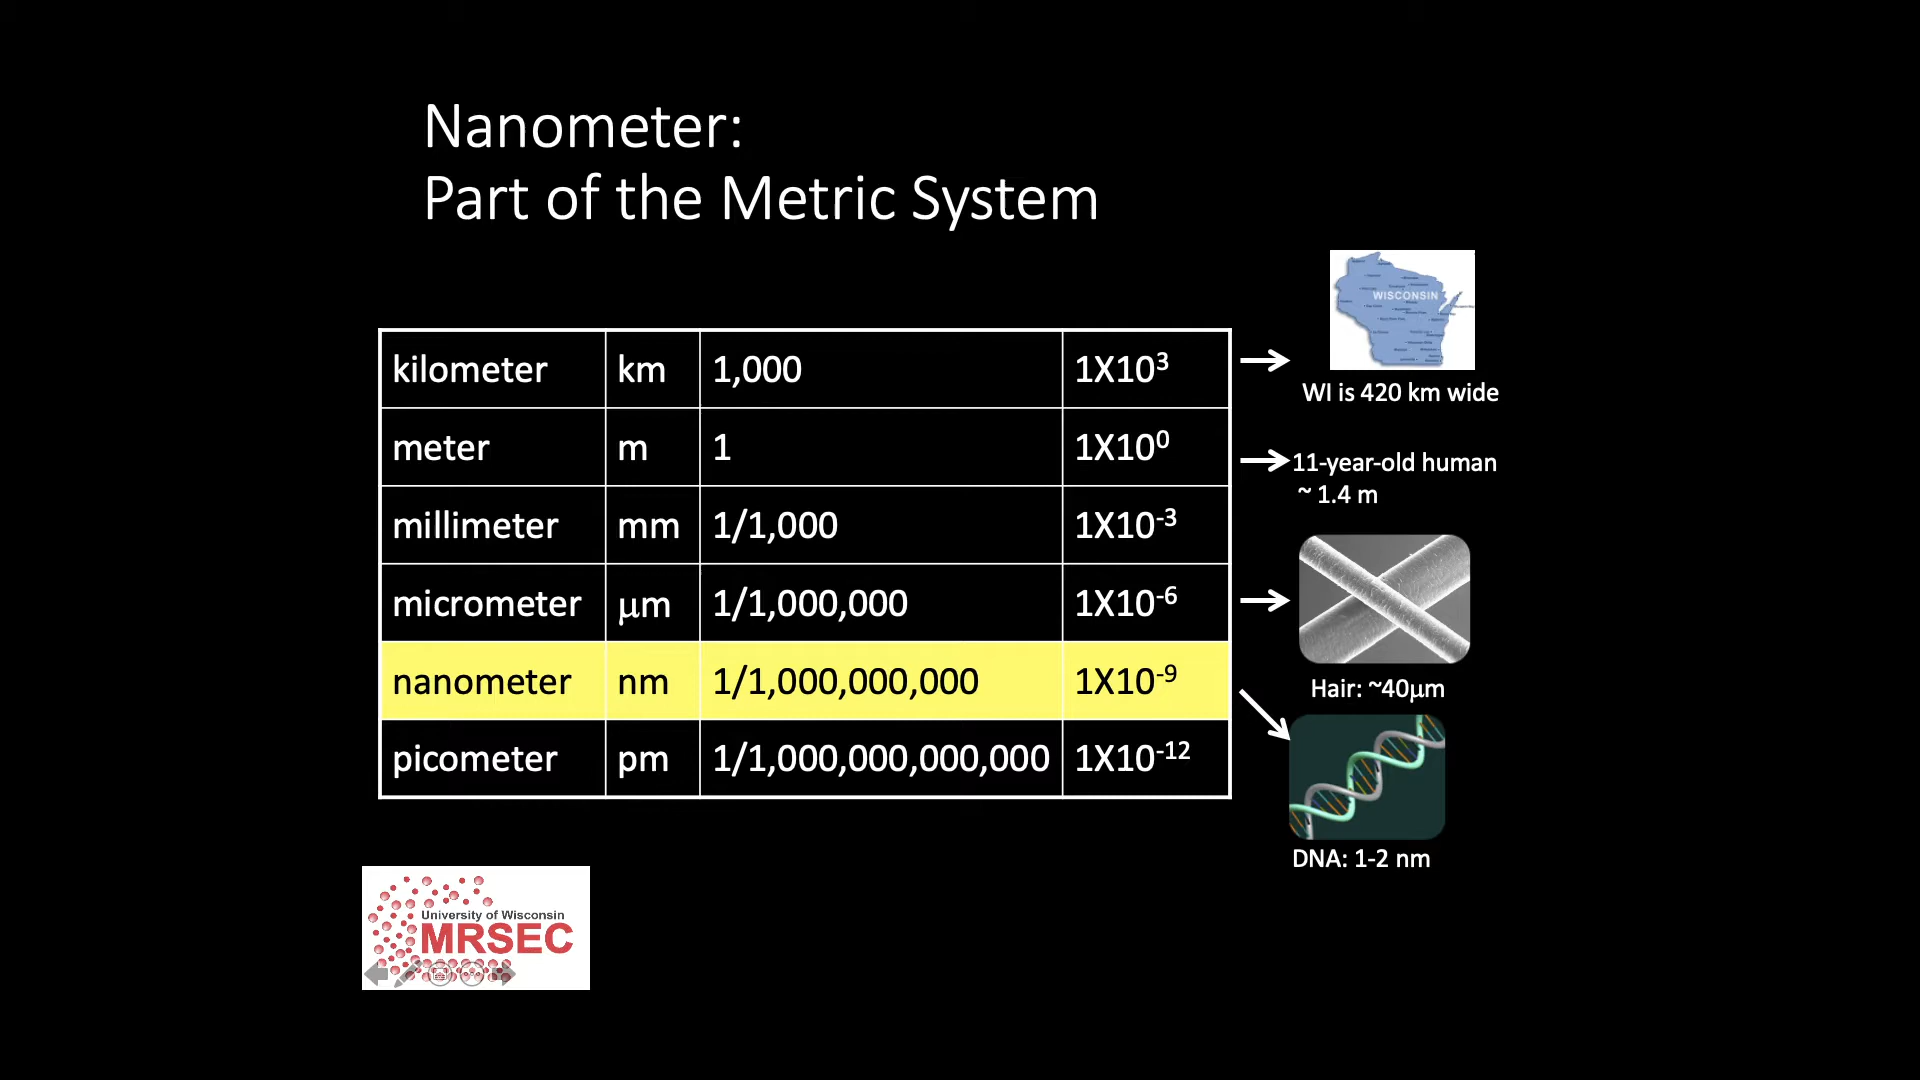 Nanometer:
Part of the Metric System
kilometer km 1,000 1X10³
meter m 1 1X10⁰
millimeter mm 1/1,000 1X10⁻³
micrometer μm 1/1,000,000 1X10⁻⁶
nanometer nm 1/1,000,000,000 1X10⁻⁹
picometer pm 1/1,000,000,000,000 1X10⁻¹²
WISCONSIN
WI is 420 km wide
11-year-old human
~ 1.4 m
Hair: ~40μm
DNA: 1-2 nm
University of Wisconsin
MRSEC